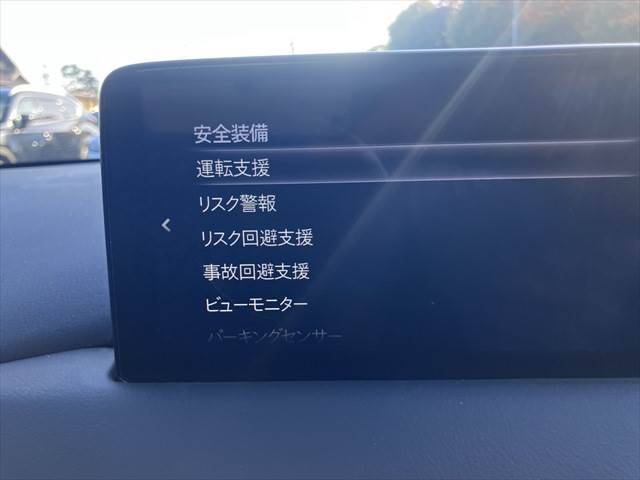 安全装備
運転支援
リスク警報
リスク回避支援
事故回避支援
ビューモニター
パーキングセンサー